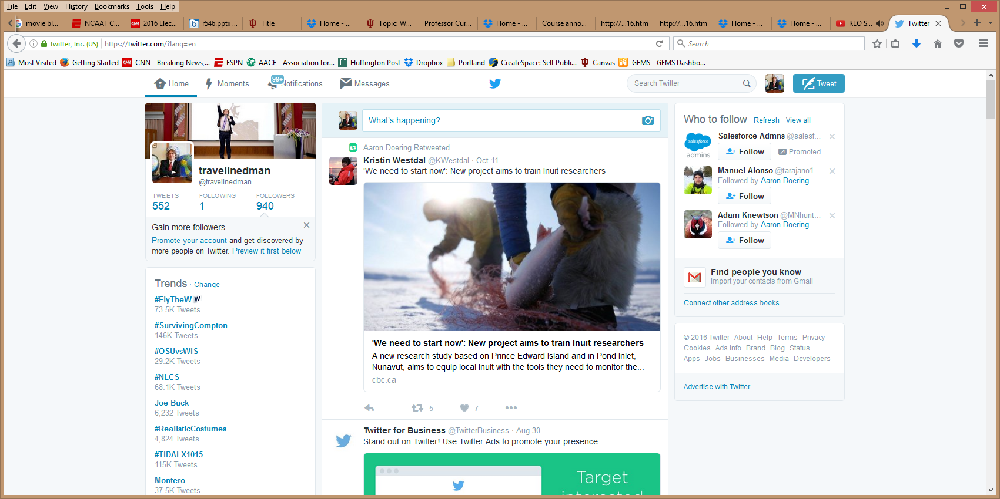 File Edit View History Bookmarks Tools Help
movie bl... NCAAF C... 2016 Elec... r546.pptx ... Title Home - ... Topic: W... Professor Cur... Home - ... Course anno... http:/...16.htm http:/...16.htm Home - ... Home - ... REO S... Twitter
Twitter, Inc. (US) https://twitter.com/?lang=en Search
Most Visited Getting Started CNN - Breaking News,... ESPN AACE - Association for... Huffington Post Dropbox Portland CreateSpace: Self Publi... Canvas GEMS - GEMS Dashbo...
Home Moments 99+ Notifications Messages Search Twitter Tweet
travelinedman
@travelinedman
TWEETS FOLLOWING FOLLOWERS
552 1 940
Gain more followers
Promote your account and get discovered by
more people on Twitter. Preview it first below
Trends · Change
#FlyTheW W
73.5K Tweets
#SurvivingCompton
146K Tweets
#OSUvsWIS
29.2K Tweets
#NLCS
68.1K Tweets
Joe Buck
6,232 Tweets
#RealisticCostumes
4,824 Tweets
#TIDALX1015
115K Tweets
Montero
37.5K Tweets
What's happening?
Aaron Doering Retweeted
Kristin Westdal @KWestdal · Oct 11
'We need to start now': New project aims to train Inuit researchers
'We need to start now': New project aims to train Inuit researchers
A new research study based on Prince Edward Island and in Pond Inlet,
Nunavut, aims to equip local Inuit with the tools they need to monitor the...
cbc.ca
5 7
Twitter for Business @TwitterBusiness · Aug 30
Stand out on Twitter! Use Twitter Ads to promote your presence.
Target
interested
Who to follow · Refresh · View all
salesforce
admins
Salesforce Admns @salesf...
Follow Promoted
Manuel Alonso @tarajano1...
Followed by Aaron Doering
Follow
Adam Knewtson @MNhunt...
Followed by Aaron Doering
Follow
Find people you know
Import your contacts from Gmail
Connect other address books
© 2016 Twitter About Help Terms Privacy
Cookies Ads info Brand Blog Status
Apps Jobs Businesses Media Developers
Advertise with Twitter